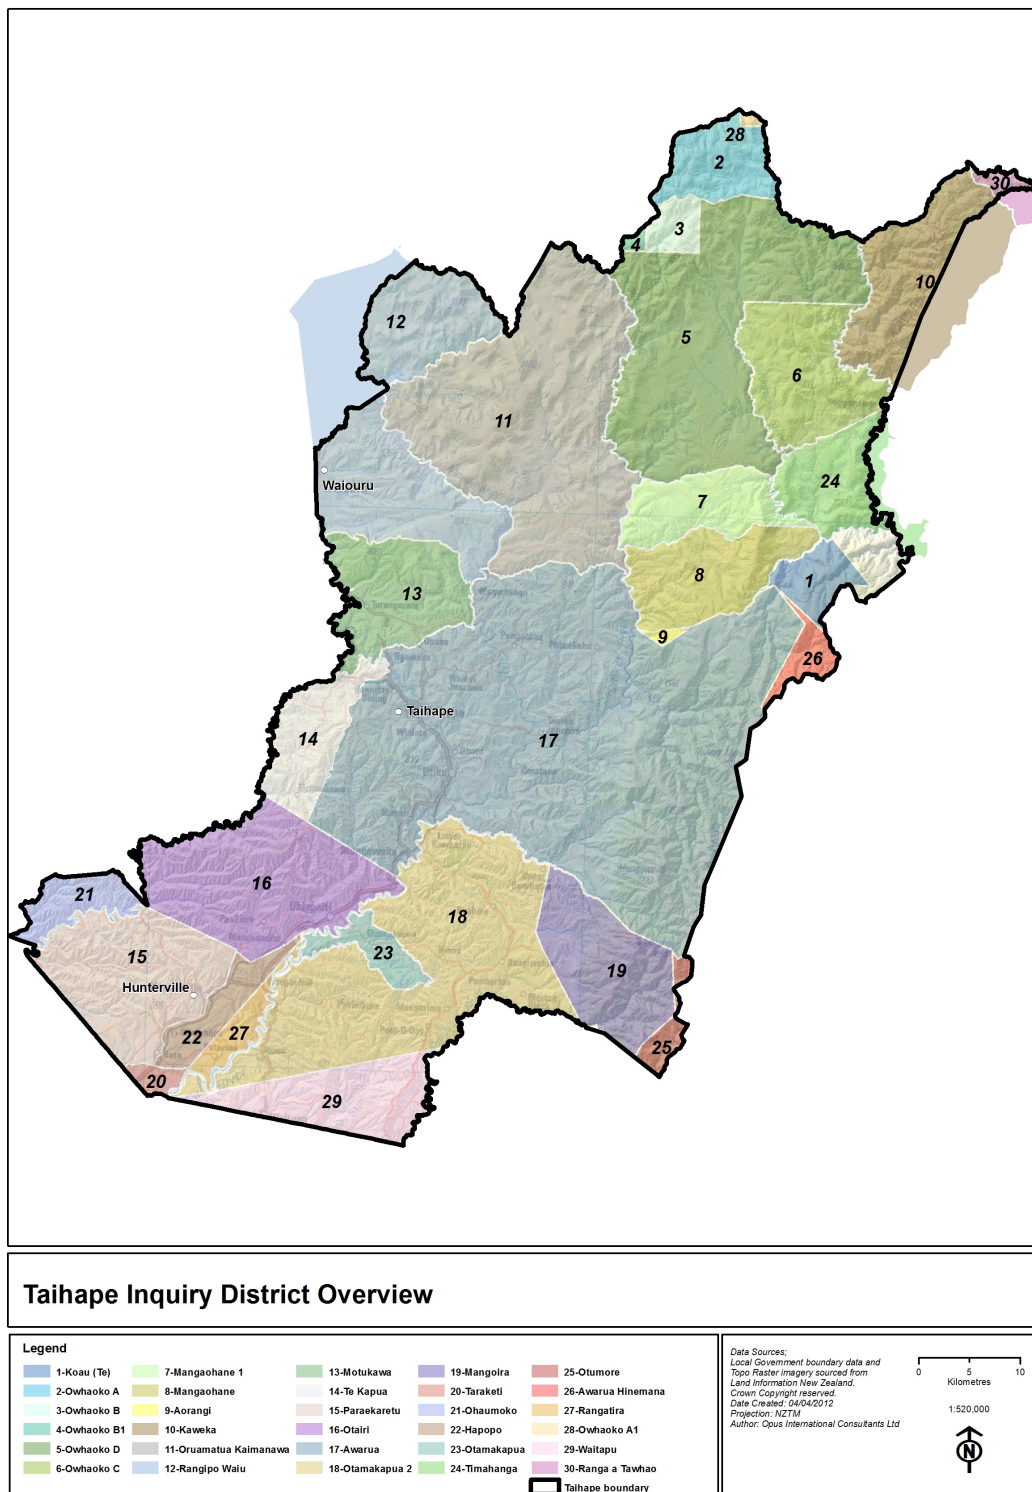 28
2
30
3
4
10
12
5
6
11
24
Waiouru
7
8
1
13
9
26
Taihape
17
14
16
21
18
15
23
19
Hunterville
27
22
25
20
29
Taihape Inquiry District Overview
Legend
1-Koau (Te)
2-Owhaoko A
3-Owhaoko B
4-Owhaoko B1
5-Owhaoko D
6-Owhaoko C
7-Mangaohane 1
8-Mangaohane
9-Aorangi
10-Kaweka
11-Oruamatua Kaimanawa
12-Rangipo Waiu
13-Motukawa
14-Te Kapua
15-Paraekaretu
16-Otairi
17-Awarua
18-Otamakapua 2
19-Mangoira
20-Taraketi
21-Ohaumoko
22-Hapopo
23-Otamakapua
24-Timahanga
25-Otumore
26-Awarua Hinemana
27-Rangatira
28-Owhaoko A1
29-Waitapu
30-Ranga a Tawhao
Taihape boundary
Data Sources;
Local Government boundary data and
Topo Raster imagery sourced from
Land Information New Zealand.
Crown Copyright reserved.
Date Created: 04/04/2012
Projection: NZTM
Author: Opus International Consultants Ltd
0 5 10
Kilometres
1:520,000
N